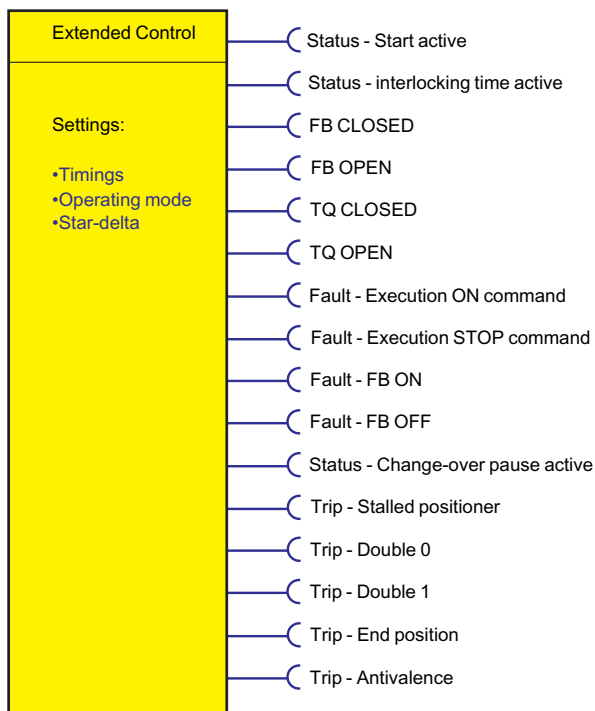 Extended Control
Status - Start active
Status - interlocking time active
Settings:
FB CLOSED
•Timings
FB OPEN
•Operating mode
•Star-delta
TQ CLOSED
TQ OPEN
Fault - Execution ON command
Fault - Execution STOP command
Fault - FB ON
Fault - FB OFF
Status - Change-over pause active
Trip - Stalled positioner
Trip - Double 0
Trip - Double 1
Trip - End position
Trip - Antivalence